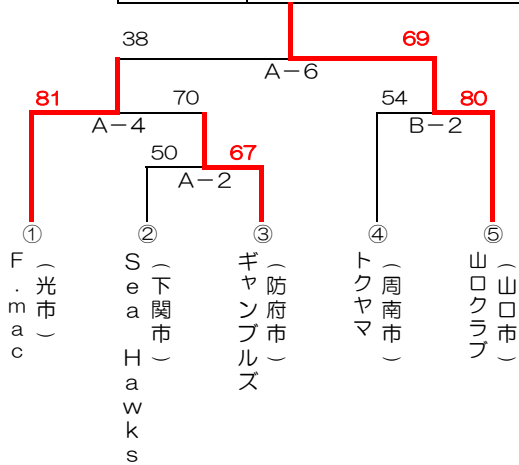 38
69
A-6
81
70
54
80
A-4
B-2
50
67
A-2
①
②
③
④
⑤
F.mac
(光市)
Sea Hawks
(下関市)
ギャンブルズ
(防府市)
トクヤマ
(周南市)
山口クラブ
(山口市)